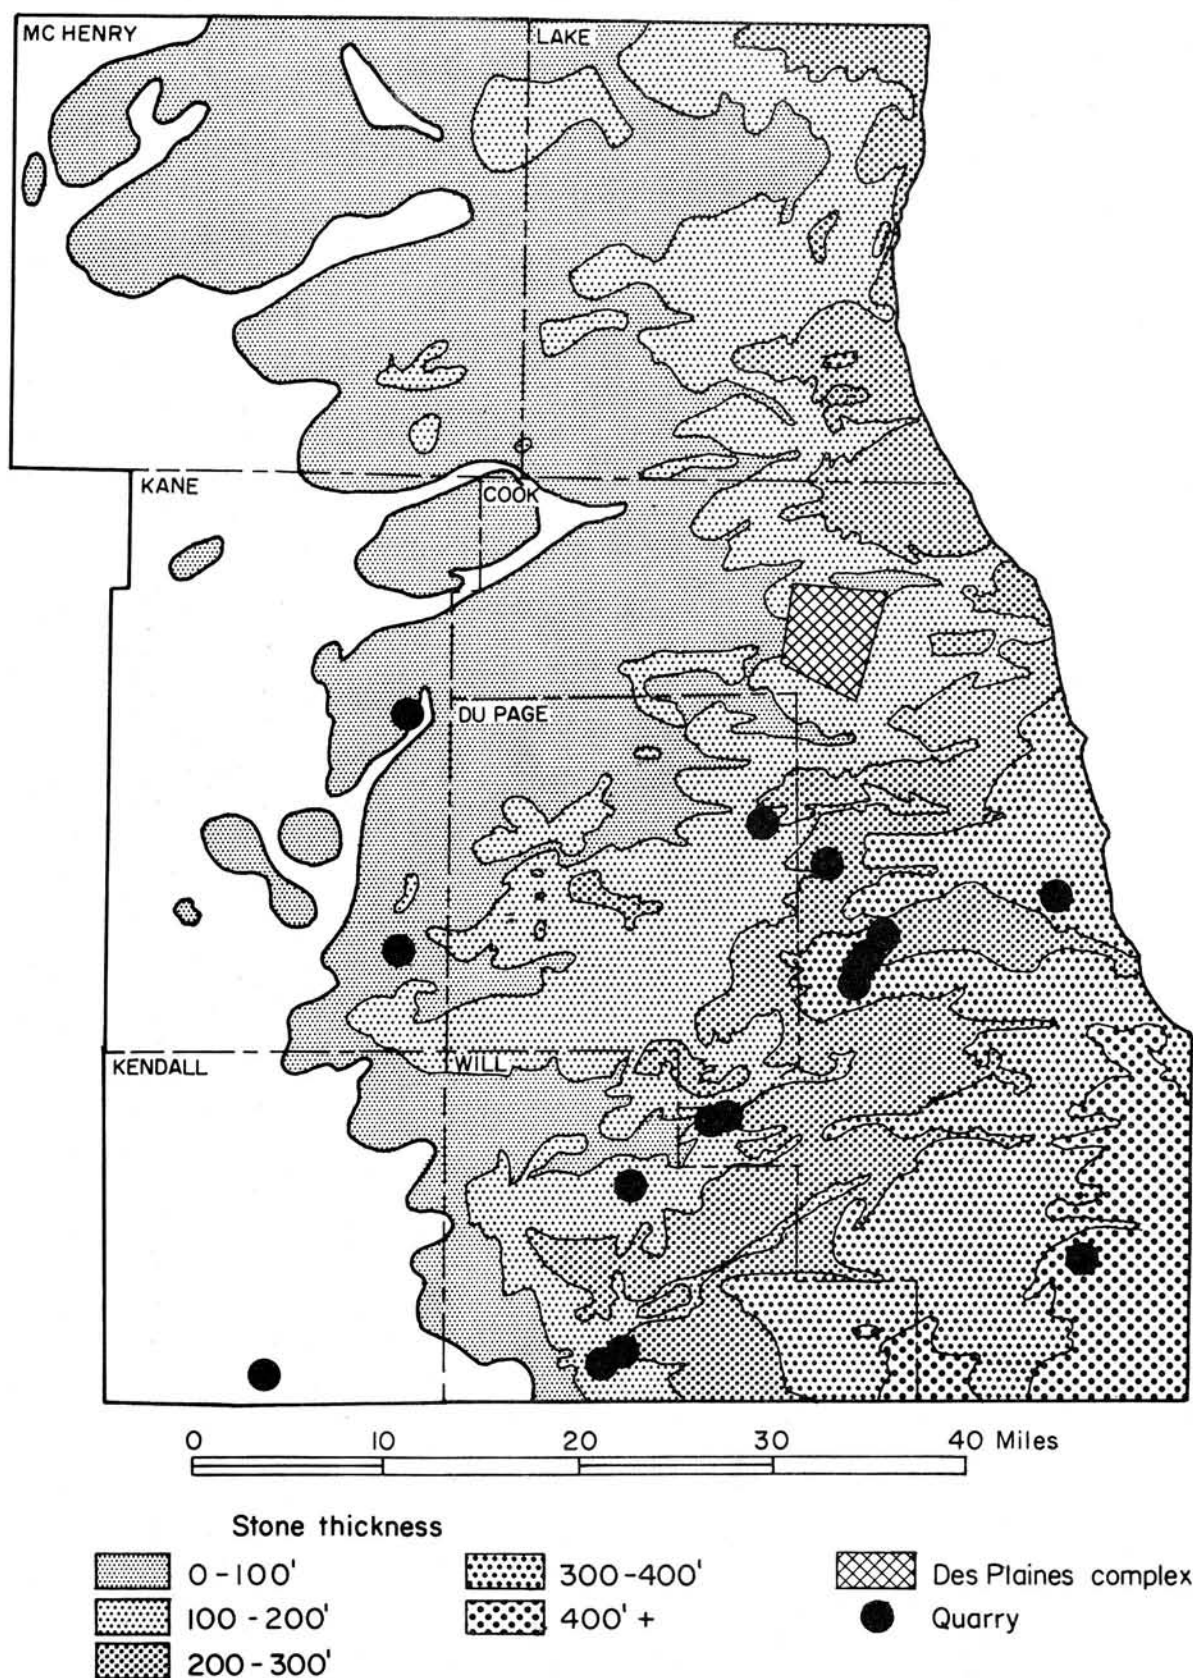 MC HENRY
LAKE
KANE
COOK
DU PAGE
KENDALL
WILL
0 10 20 30 40 Miles
Stone thickness
0-100'
300-400'
Des Plaines complex
100-200'
400' +
Quarry
200-300'